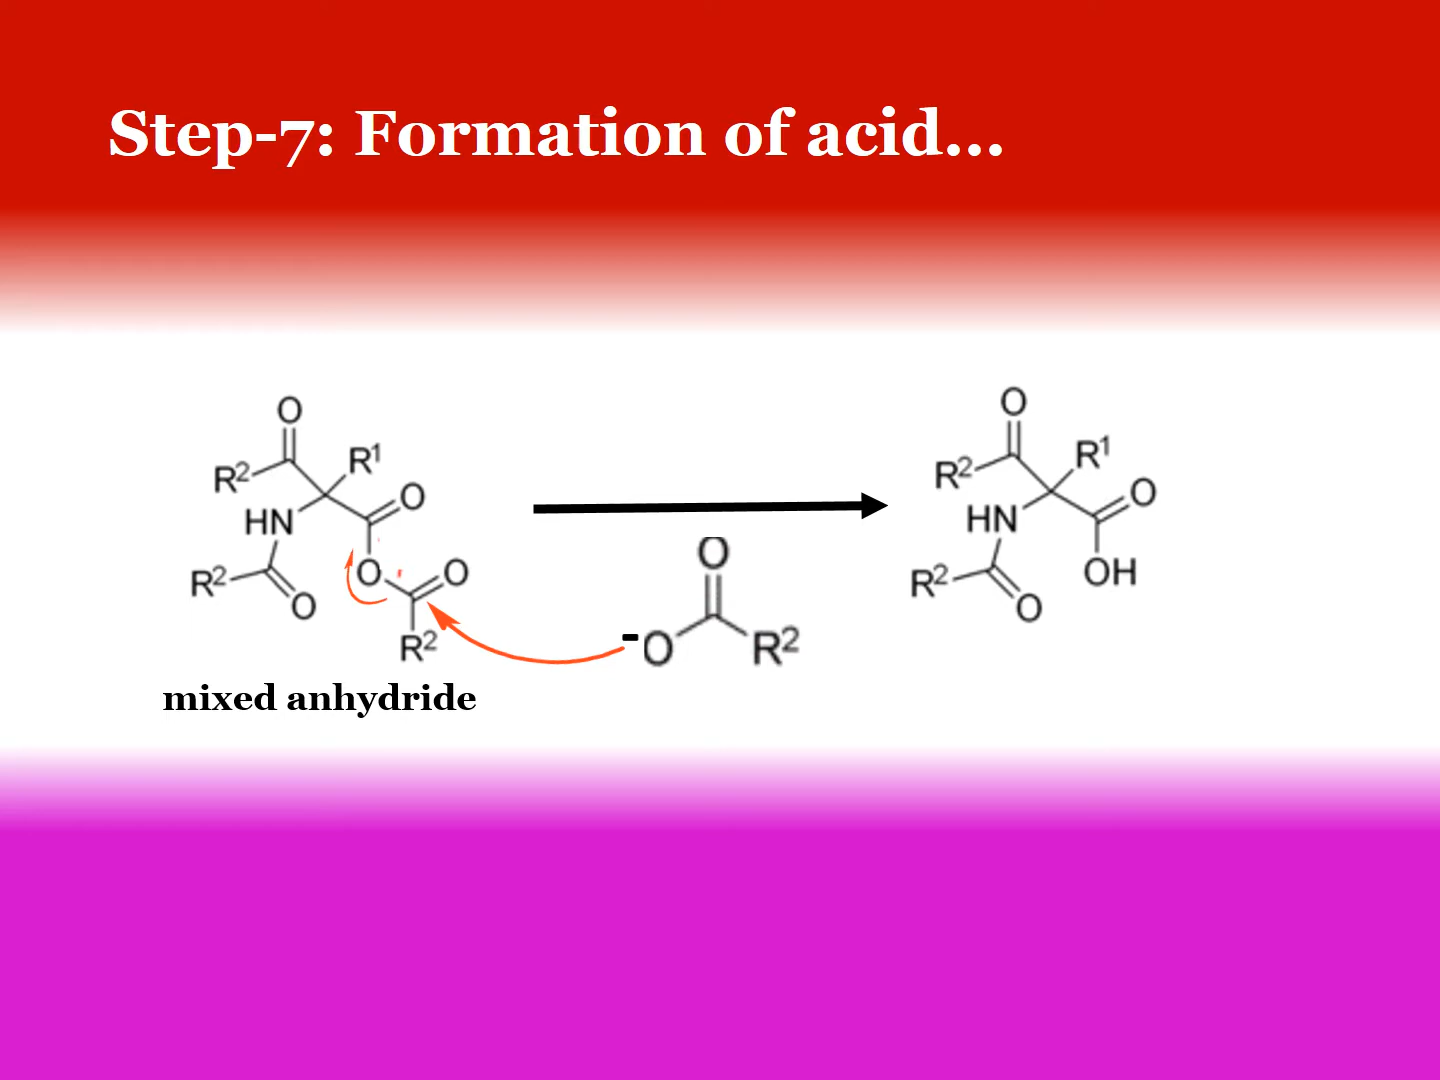 Step-7: Formation of acid...
O
R² R¹
O
HN
O O
R² O
R²
mixed anhydride
O
-O R²
O
R² R¹
O
HN
OH
R² O